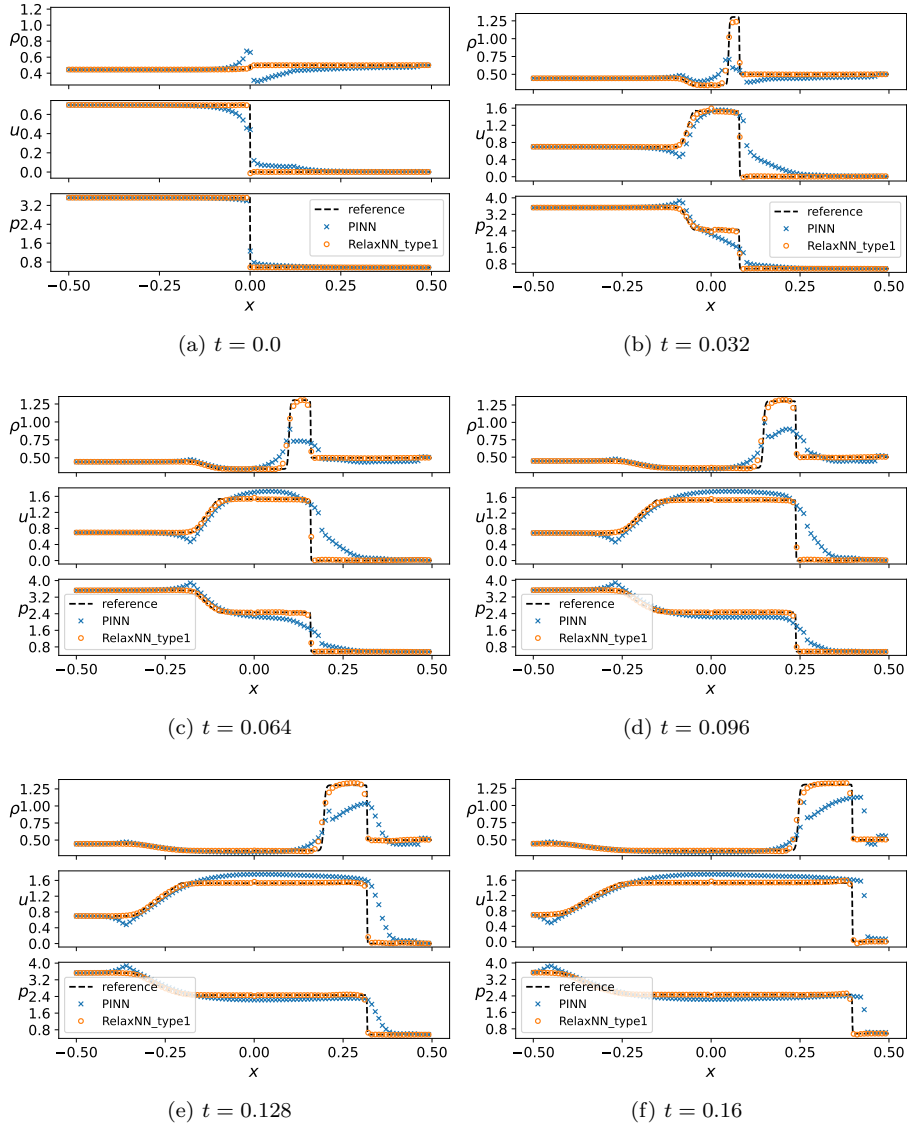 1.2
1.0
0.8
0.6
0.4
ρ
0.6
0.4
0.2
0.0
u
3.2
2.4
1.6
0.8
p
reference
PINN
RelaxNN_type1
−0.50 −0.25 0.00 0.25 0.50
x
(a) t = 0.0
1.25
1.00
0.75
0.50
ρ
1.6
1.2
0.8
0.4
0.0
u
4.0
3.2
2.4
1.6
0.8
p
reference
PINN
RelaxNN_type1
−0.50 −0.25 0.00 0.25 0.50
x
(b) t = 0.032
1.25
1.00
0.75
0.50
ρ
1.6
1.2
0.8
0.4
0.0
u
4.0
3.2
2.4
1.6
0.8
p
reference
PINN
RelaxNN_type1
−0.50 −0.25 0.00 0.25 0.50
x
(c) t = 0.064
1.25
1.00
0.75
0.50
ρ
1.6
1.2
0.8
0.4
0.0
u
4.0
3.2
2.4
1.6
0.8
p
reference
PINN
RelaxNN_type1
−0.50 −0.25 0.00 0.25 0.50
x
(d) t = 0.096
1.25
1.00
0.75
0.50
ρ
1.6
1.2
0.8
0.4
0.0
u
4.0
3.2
2.4
1.6
0.8
p
reference
PINN
RelaxNN_type1
−0.50 −0.25 0.00 0.25 0.50
x
(e) t = 0.128
1.25
1.00
0.75
0.50
ρ
1.6
1.2
0.8
0.4
0.0
u
4.0
3.2
2.4
1.6
0.8
p
reference
PINN
RelaxNN_type1
−0.50 −0.25 0.00 0.25 0.50
x
(f) t = 0.16